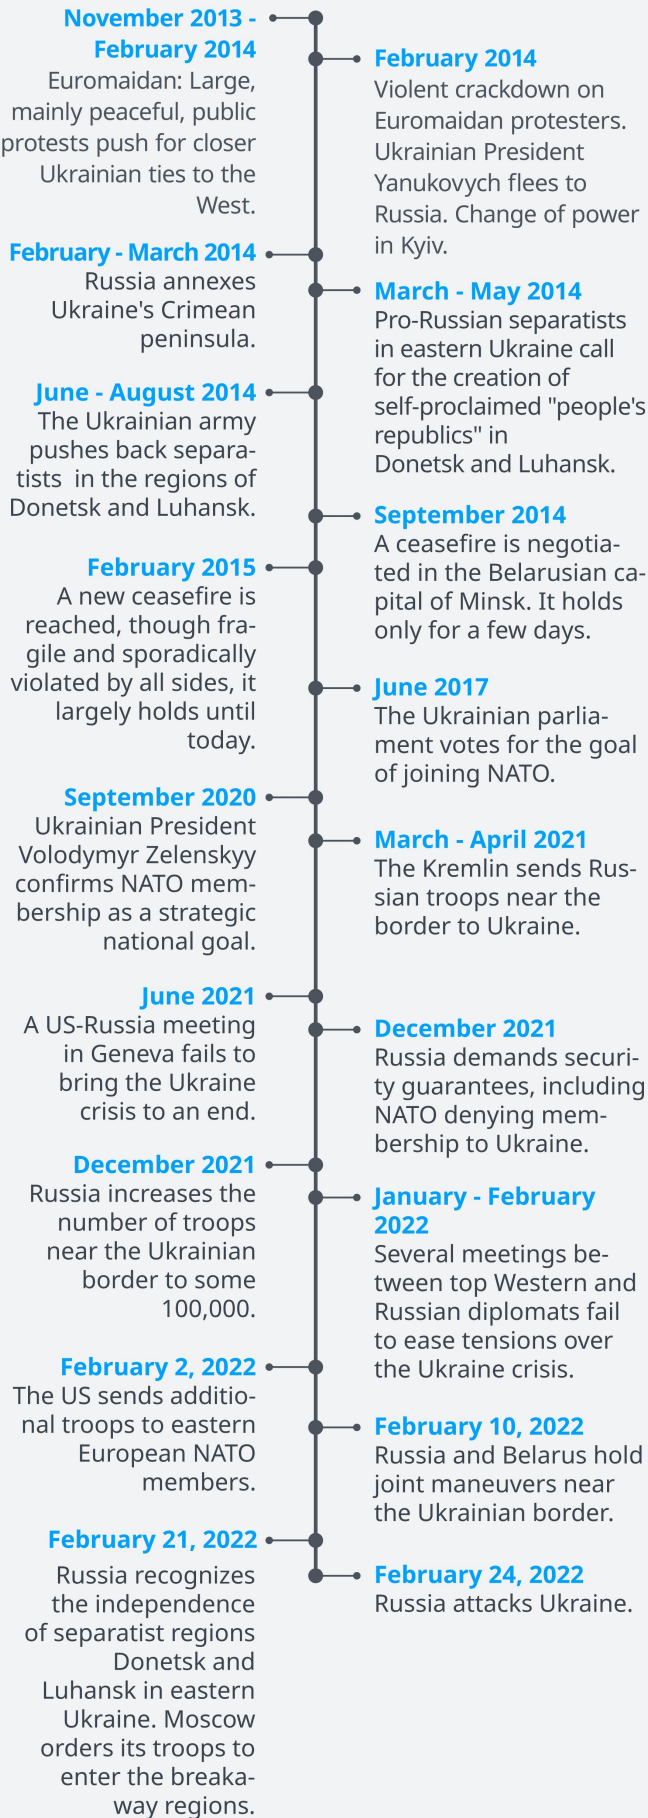 November 2013 -
February 2014
Euromaidan: Large,
mainly peaceful, public
protests push for closer
Ukrainian ties to the
West.
February 2014
Violent crackdown on
Euromaidan protesters.
Ukrainian President
Yanukovych flees to
Russia. Change of power
in Kyiv.
February - March 2014
Russia annexes
Ukraine's Crimean
peninsula.
March - May 2014
Pro-Russian separatists
in eastern Ukraine call
for the creation of
self-proclaimed "people's
republics" in
Donetsk and Luhansk.
June - August 2014
The Ukrainian army
pushes back separa-
tists  in the regions of
Donetsk and Luhansk.
September 2014
A ceasefire is negotia-
ted in the Belarusian ca-
pital of Minsk. It holds
only for a few days.
February 2015
A new ceasefire is
reached, though fra-
gile and sporadically
violated by all sides, it
largely holds until
today.
June 2017
The Ukrainian parlia-
ment votes for the goal
of joining NATO.
September 2020
Ukrainian President
Volodymyr Zelenskyy
confirms NATO mem-
bership as a strategic
national goal.
March - April 2021
The Kremlin sends Rus-
sian troops near the
border to Ukraine.
June 2021
A US-Russia meeting
in Geneva fails to
bring the Ukraine
crisis to an end.
December 2021
Russia demands securi-
ty guarantees, including
NATO denying mem-
bership to Ukraine.
December 2021
Russia increases the
number of troops
near the Ukrainian
border to some
100,000.
January - February
2022
Several meetings be-
tween top Western and
Russian diplomats fail
to ease tensions over
the Ukraine crisis.
February 2, 2022
The US sends additio-
nal troops to eastern
European NATO
members.
February 10, 2022
Russia and Belarus hold
joint maneuvers near
the Ukrainian border.
February 21, 2022
Russia recognizes
the independence
of separatist regions
Donetsk and
Luhansk in eastern
Ukraine. Moscow
orders its troops to
enter the breaka-
way regions.
February 24, 2022
Russia attacks Ukraine.